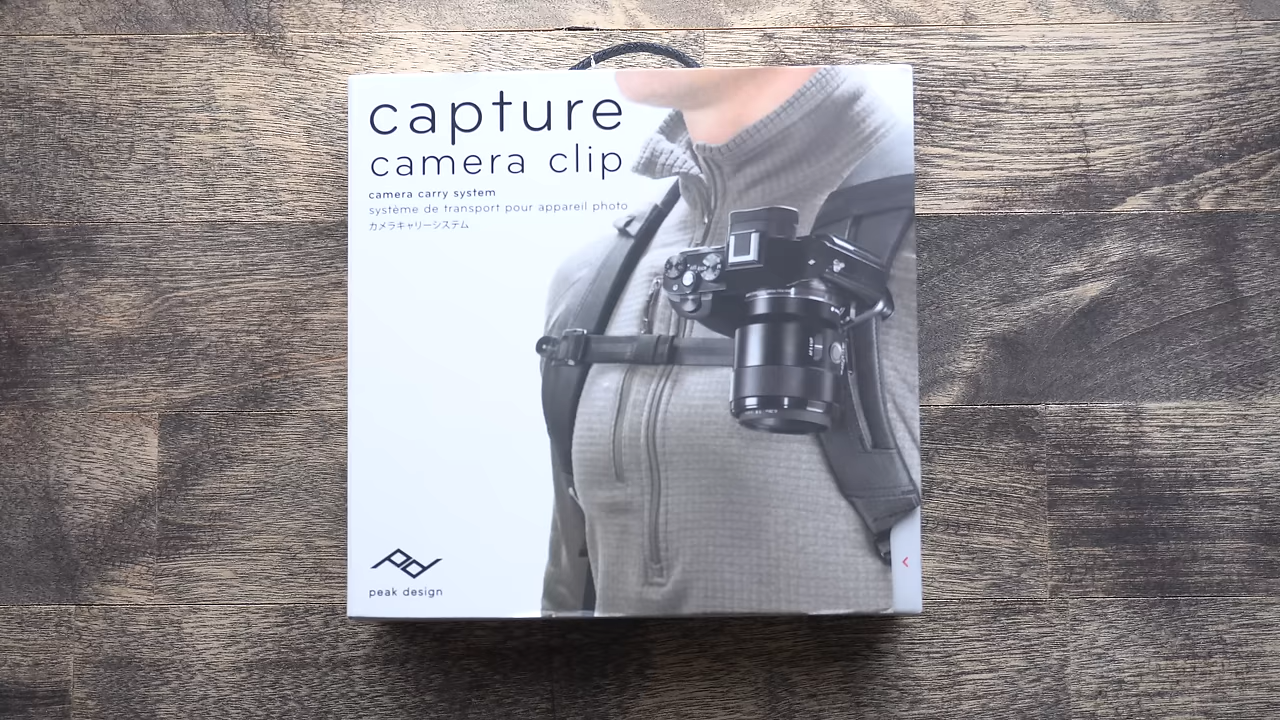 capture
camera clip
camera carry system
système de transport pour appareil photo
カメラキャリーシステム
peak design